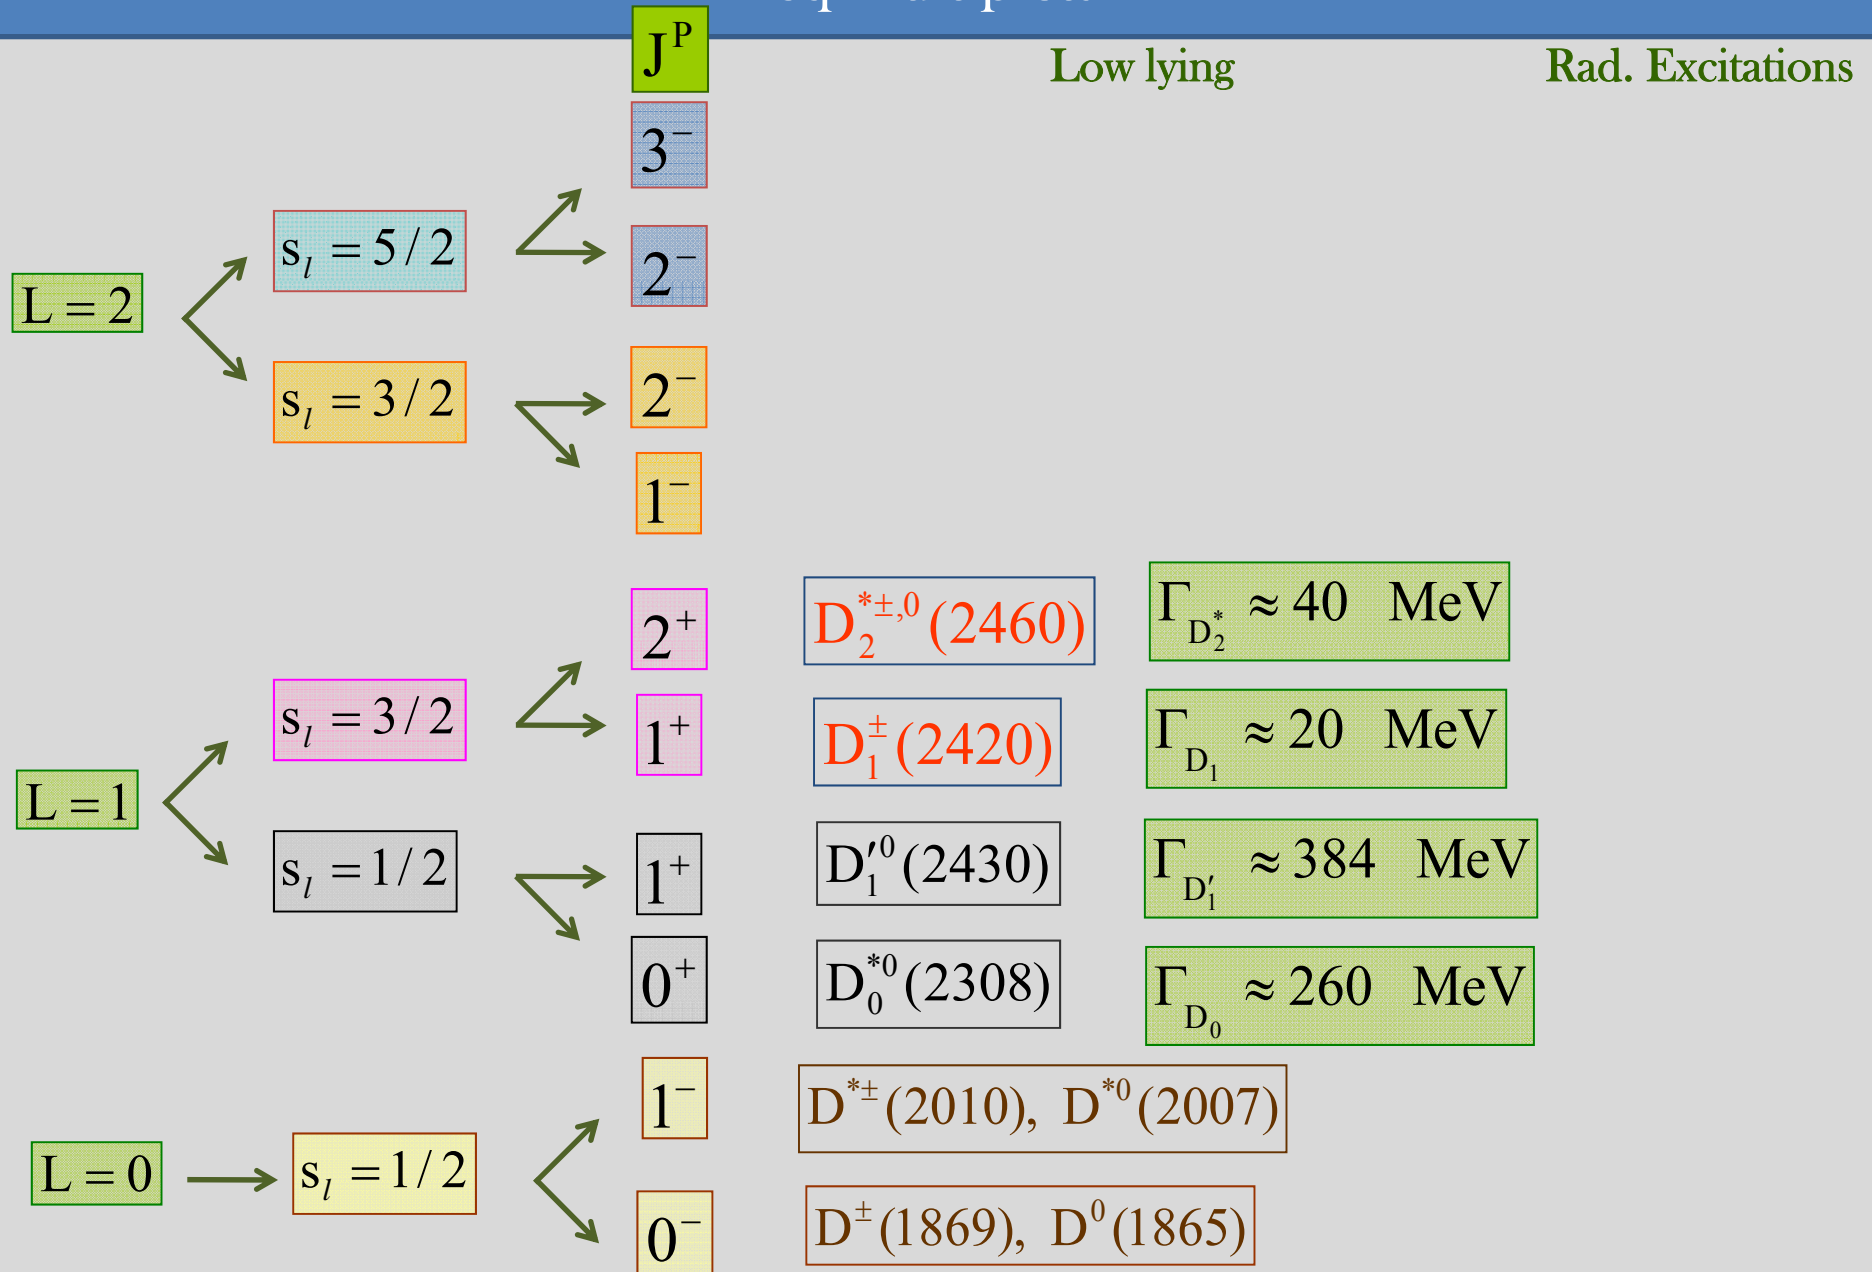 J^P
Low lying Rad. Excitations
3^−
s_l = 5/2
2^−
L = 2
s_l = 3/2
2^−
1^−
2^+ D_2^{*±,0}(2460) Γ_{D_2^*} ≈ 40 MeV
s_l = 3/2
1^+ D_1^±(2420) Γ_{D_1} ≈ 20 MeV
L = 1
s_l = 1/2
1^+ D_1'^0(2430) Γ_{D_1'} ≈ 384 MeV
0^+ D_0^{*0}(2308) Γ_{D_0} ≈ 260 MeV
1^− D^{*±}(2010), D^{*0}(2007)
L = 0 s_l = 1/2
0^− D^±(1869), D^0(1865)